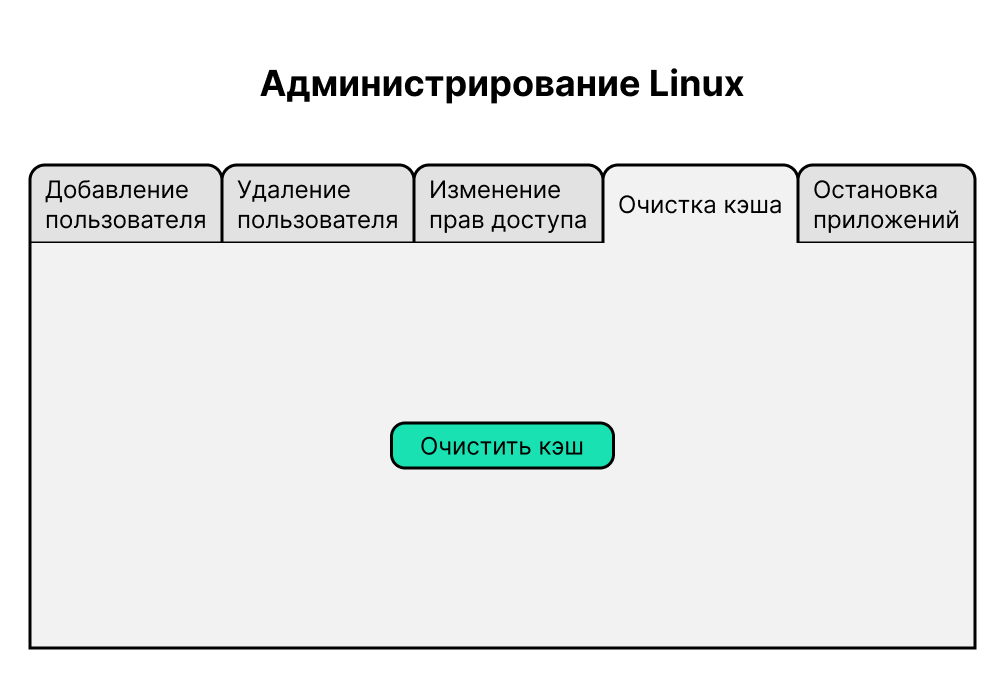 Администрирование Linux
Добавление
пользователя
Удаление
пользователя
Изменение
прав доступа
Очистка кэша
Остановка
приложений
Очистить кэш